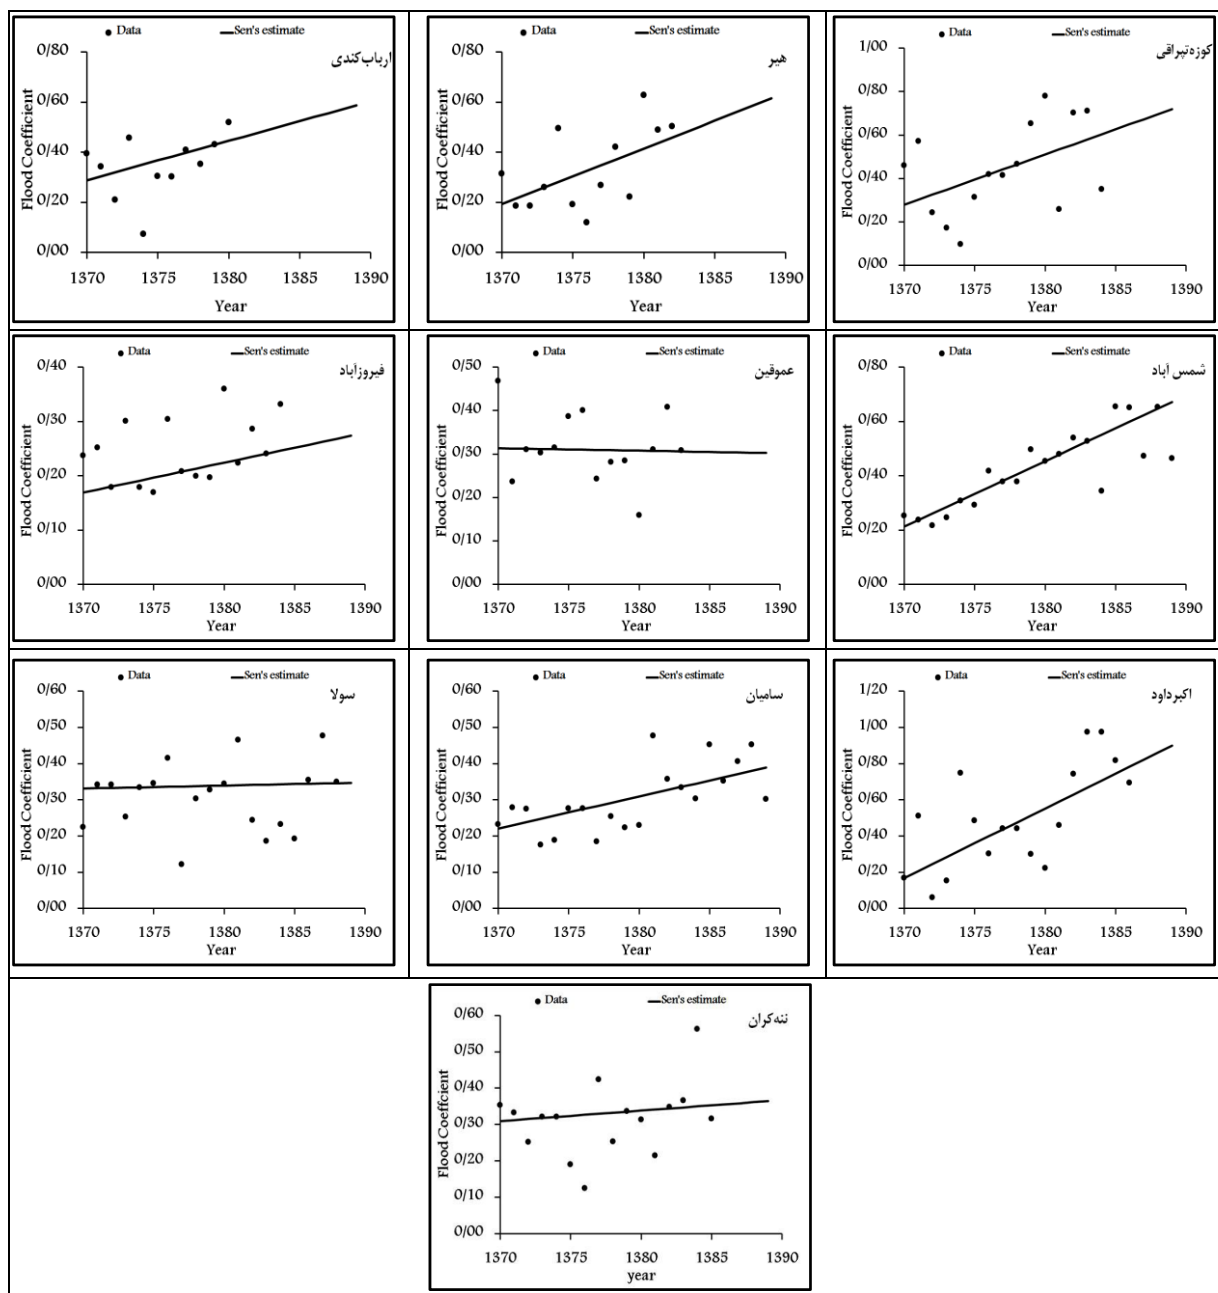 Data Sen's estimate
ارباب‌کندی
Flood Coefficient
0/80
0/60
0/40
0/20
0/00
1370 1375 1380 1385 1390
Year
Data Sen's estimate
هیر
Flood Coefficient
0/80
0/60
0/40
0/20
0/00
1370 1375 1380 1385 1390
Year
Data Sen's estimate
کوزه‌تپراقی
Flood Coefficient
1/00
0/80
0/60
0/40
0/20
0/00
1370 1375 1380 1385 1390
Year
Data Sen's estimate
فیروزآباد
Flood Coefficient
0/40
0/30
0/20
0/10
0/00
1370 1375 1380 1385 1390
Year
Data Sen's estimate
عموقین
Flood Coefficient
0/50
0/40
0/30
0/20
0/10
0/00
1370 1375 1380 1385 1390
Year
Data Sen's estimate
شمس آباد
Flood Coefficient
0/80
0/60
0/40
0/20
0/00
1370 1375 1380 1385 1390
Year
Data Sen's estimate
سولا
Flood Coefficient
0/60
0/50
0/40
0/30
0/20
0/10
0/00
1370 1375 1380 1385 1390
Year
Data Sen's estimate
سامیان
Flood Coefficient
0/60
0/50
0/40
0/30
0/20
0/10
0/00
1370 1375 1380 1385 1390
Year
Data Sen's estimate
اکبرداود
Flood Coefficient
1/20
1/00
0/80
0/60
0/40
0/20
0/00
1370 1375 1380 1385 1390
Year
Data Sen's estimate
ننه‌کران
Flood Coeffcient
0/60
0/50
0/40
0/30
0/20
0/10
0/00
1370 1375 1380 1385 1390
year